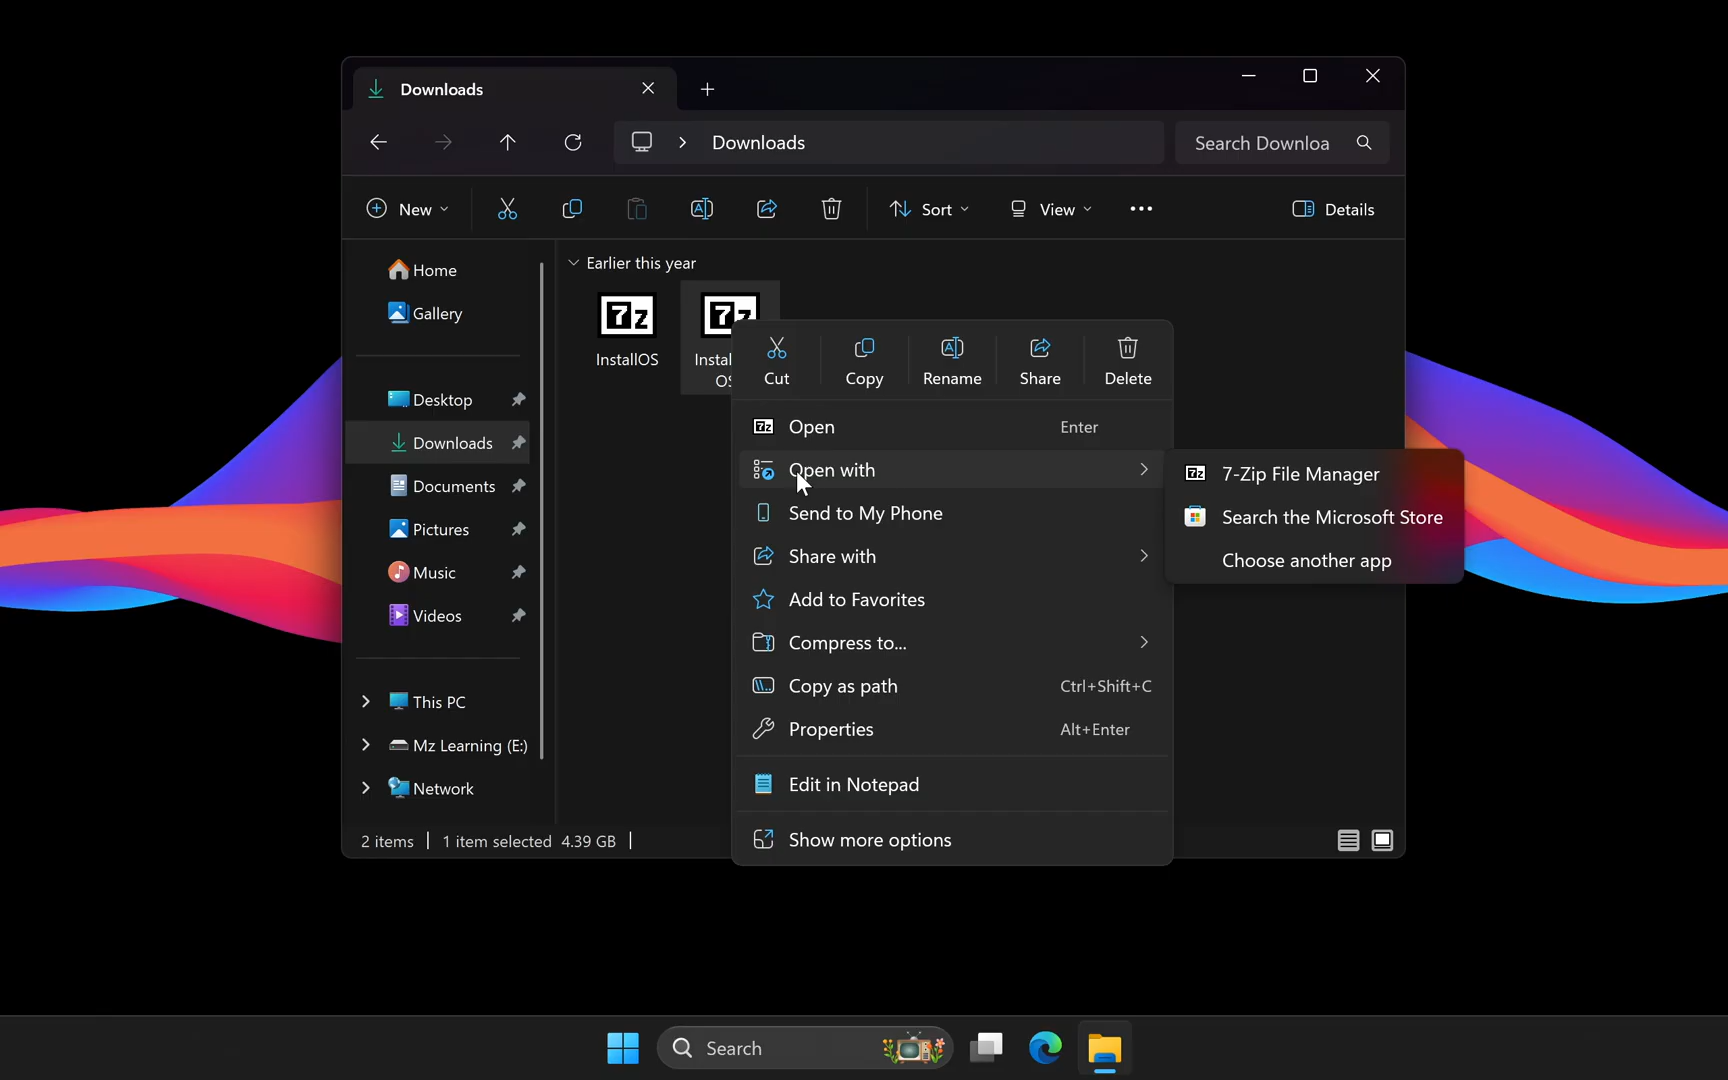 Downloads
Downloads
Search Downloa
New
Sort
View
Details
Home
Gallery
Desktop
Downloads
Documents
Pictures
Music
Videos
This PC
Mz Learning (E:)
Network
Earlier this year
7z
InstallOS
Cut
Copy
Rename
Share
Delete
Open Enter
Open with
Send to My Phone
Share with
Add to Favorites
Compress to...
Copy as path Ctrl+Shift+C
Properties Alt+Enter
Edit in Notepad
Show more options
7-Zip File Manager
Search the Microsoft Store
Choose another app
2 items
1 item selected 4.39 GB
Search